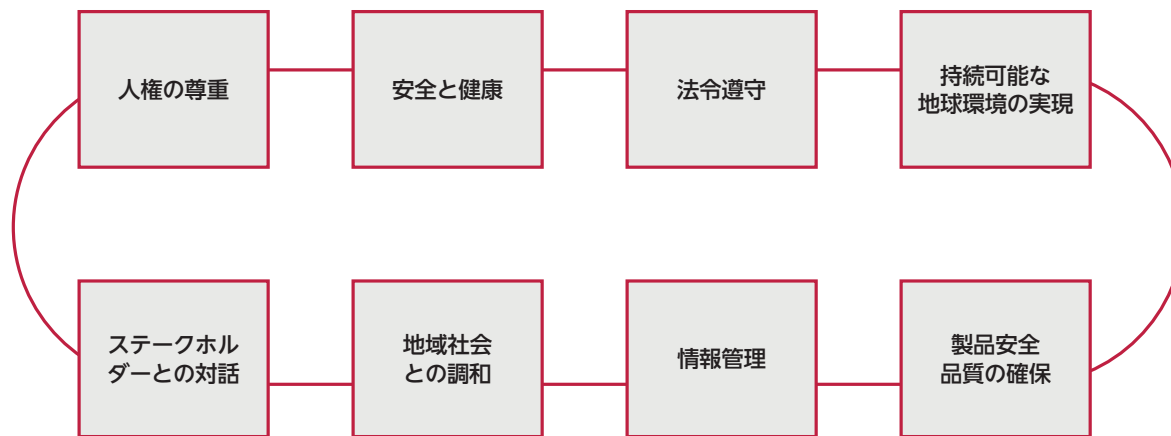 人権の尊重
安全と健康
法令遵守
持続可能な
地球環境の実現
ステークホル
ダーとの対話
地域社会
との調和
情報管理
製品安全
品質の確保